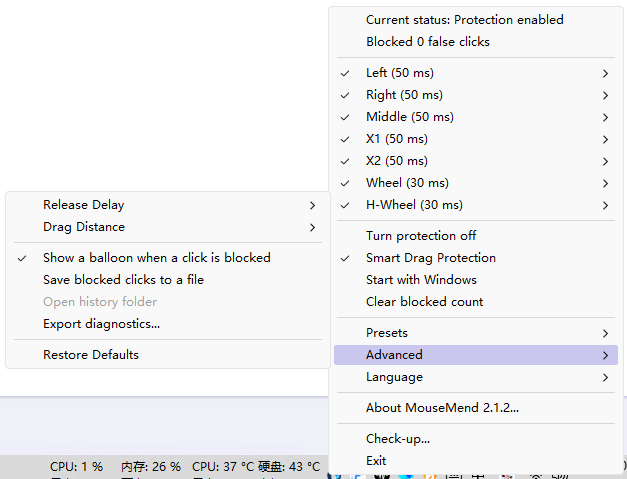 Current status: Protection enabled
Blocked 0 false clicks
Left (50 ms)
Right (50 ms)
Middle (50 ms)
X1 (50 ms)
X2 (50 ms)
Wheel (30 ms)
H-Wheel (30 ms)
Turn protection off
Smart Drag Protection
Start with Windows
Clear blocked count
Presets
Advanced
Language
About MouseMend 2.1.2...
Check-up...
Exit
Release Delay
Drag Distance
Show a balloon when a click is blocked
Save blocked clicks to a file
Open history folder
Export diagnostics...
Restore Defaults
CPU: 1 % 内存: 26 % CPU: 37 °C 硬盘: 43 °C